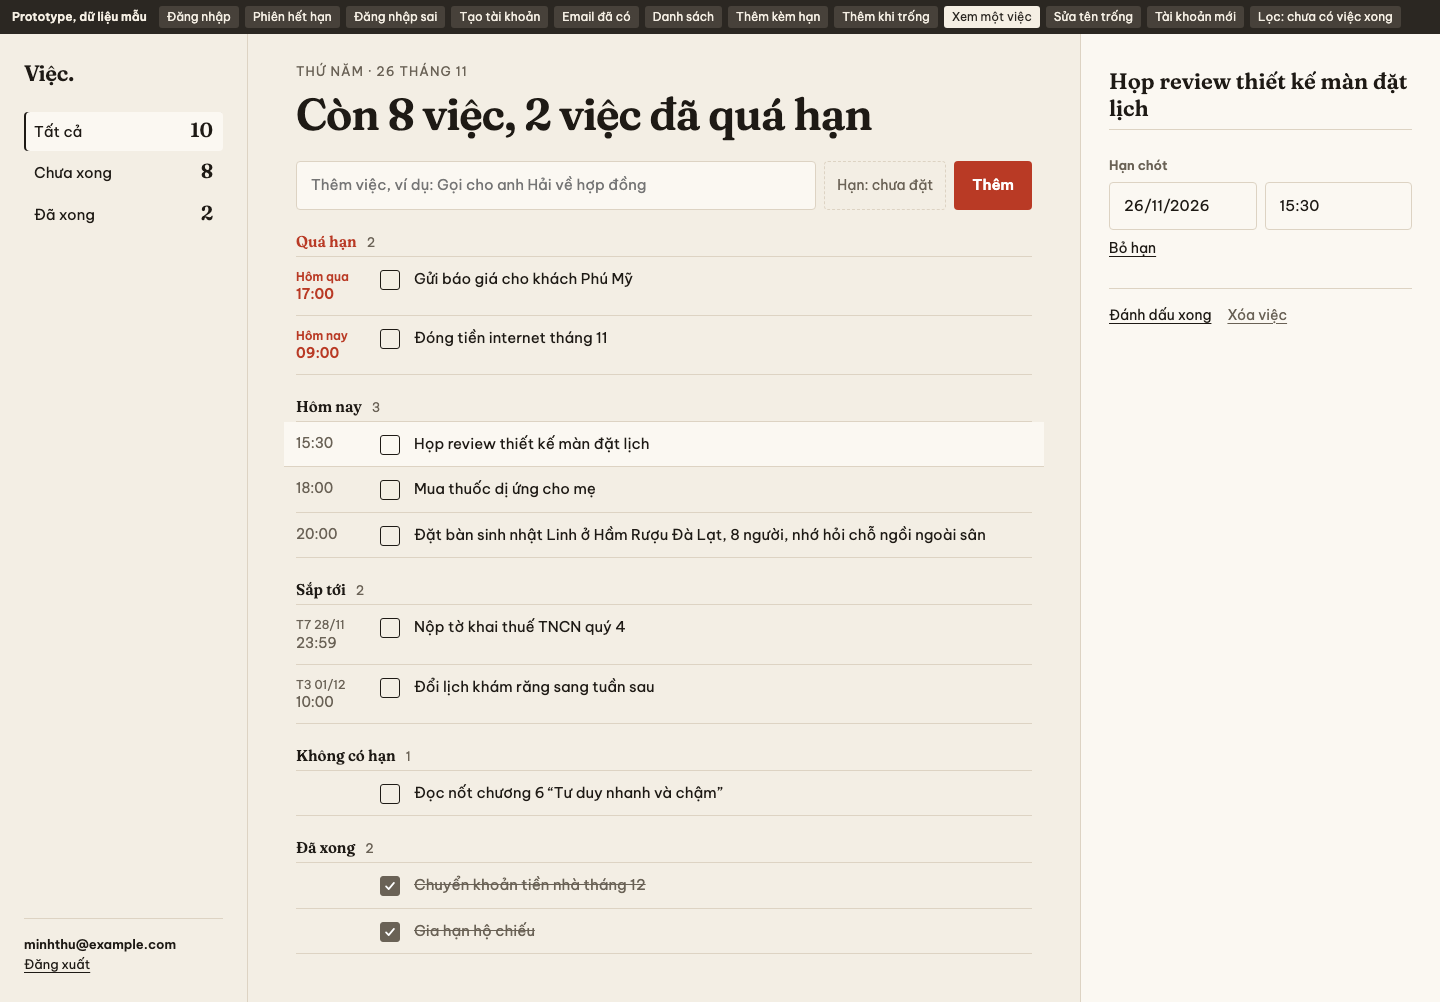 Prototype, dữ liệu mẫu
Đăng nhập
Phiên hết hạn
Đăng nhập sai
Tạo tài khoản
Email đã có
Danh sách
Thêm kèm hạn
Thêm khi trống
Xem một việc
Sửa tên trống
Tài khoản mới
Lọc: chưa có việc xong
Việc.
Tất cả 10
Chưa xong 8
Đã xong 2
minhthu@example.com
Đăng xuất
THỨ NĂM · 26 THÁNG 11
Còn 8 việc, 2 việc đã quá hạn
Thêm việc, ví dụ: Gọi cho anh Hải về hợp đồng
Hạn: chưa đặt
Thêm
Quá hạn 2
Hôm qua
17:00
Gửi báo giá cho khách Phú Mỹ
Hôm nay
09:00
Đóng tiền internet tháng 11
Hôm nay 3
15:30 Họp review thiết kế màn đặt lịch
18:00 Mua thuốc dị ứng cho mẹ
20:00 Đặt bàn sinh nhật Linh ở Hầm Rượu Đà Lạt, 8 người, nhớ hỏi chỗ ngồi ngoài sân
Sắp tới 2
T7 28/11
23:59
Nộp tờ khai thuế TNCN quý 4
T3 01/12
10:00
Đổi lịch khám răng sang tuần sau
Không có hạn 1
Đọc nốt chương 6 “Tư duy nhanh và chậm”
Đã xong 2
Chuyển khoản tiền nhà tháng 12
Gia hạn hộ chiếu
Họp review thiết kế màn đặt
lịch
Hạn chót
26/11/2026
15:30
Bỏ hạn
Đánh dấu xong
Xóa việc